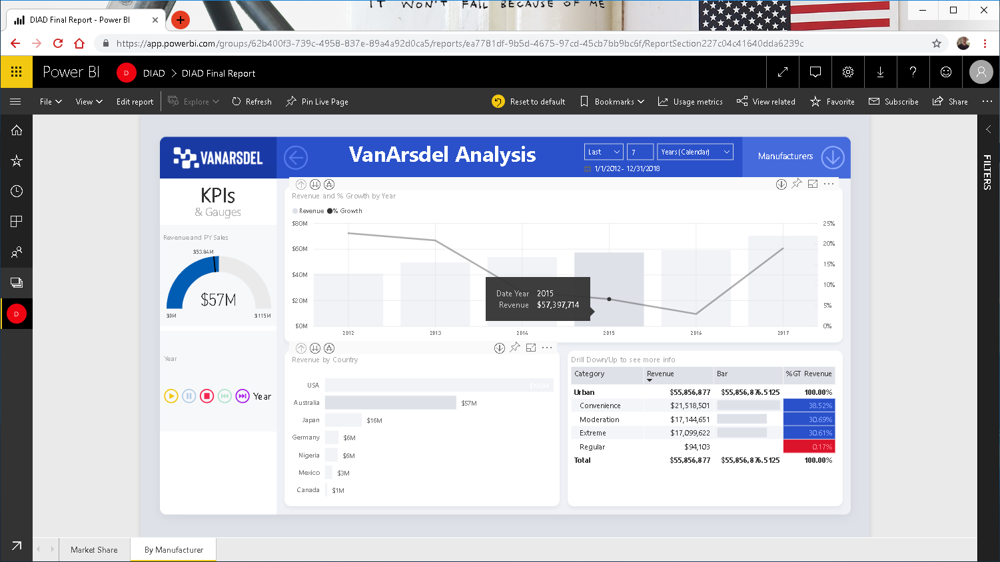 IT WON'T FAIL BECAUSE OF ME
DIAD Final Report - Power BI
https://app.powerbi.com/groups/62b400f3-739c-4958-837e-89a4a92d0ca5/reports/ea7781df-9b5d-4675-97cd-45cb7bb9bc6f/ReportSection227c04c41640dda6239c
Power BI D DIAD > DIAD Final Report ?
File View Edit report Explore Refresh Pin Live Page Reset to default Bookmarks Usage metrics View related Favorite Subscribe Share ...
FILTERS
D
VANARSDEL VanArsdel Analysis Last 7 Years (Calendar) Manufacturers
1/1/2012 - 12/31/2018
KPIs
& Gauges
Revenue and PY Sales
$53.84M
$57M
$0M $115M
Year
Year
Revenue and % Growth by Year
Revenue % Growth
$80M 25%
$60M 20%
15%
$40M 10%
$20M 5%
$0M 0%
Date Year 2015
Revenue $57,397,714
2012 2013 2014 2015 2016 2017
Revenue by Country
USA $100M
Australia $57M
Japan $16M
Germany $6M
Nigeria $6M
Mexico $3M
Canada $1M
Drill Down/Up to see more info
Category Revenue Bar %GT Revenue
Urban $55,856,877 $55,856,876.5125 100.00%
Convenience $21,518,501 38.52%
Moderation $17,144,651 30.69%
Extreme $17,099,622 30.61%
Regular $94,103 0.17%
Total $55,856,877 $55,856,876.5125 100.00%
Market Share By Manufacturer